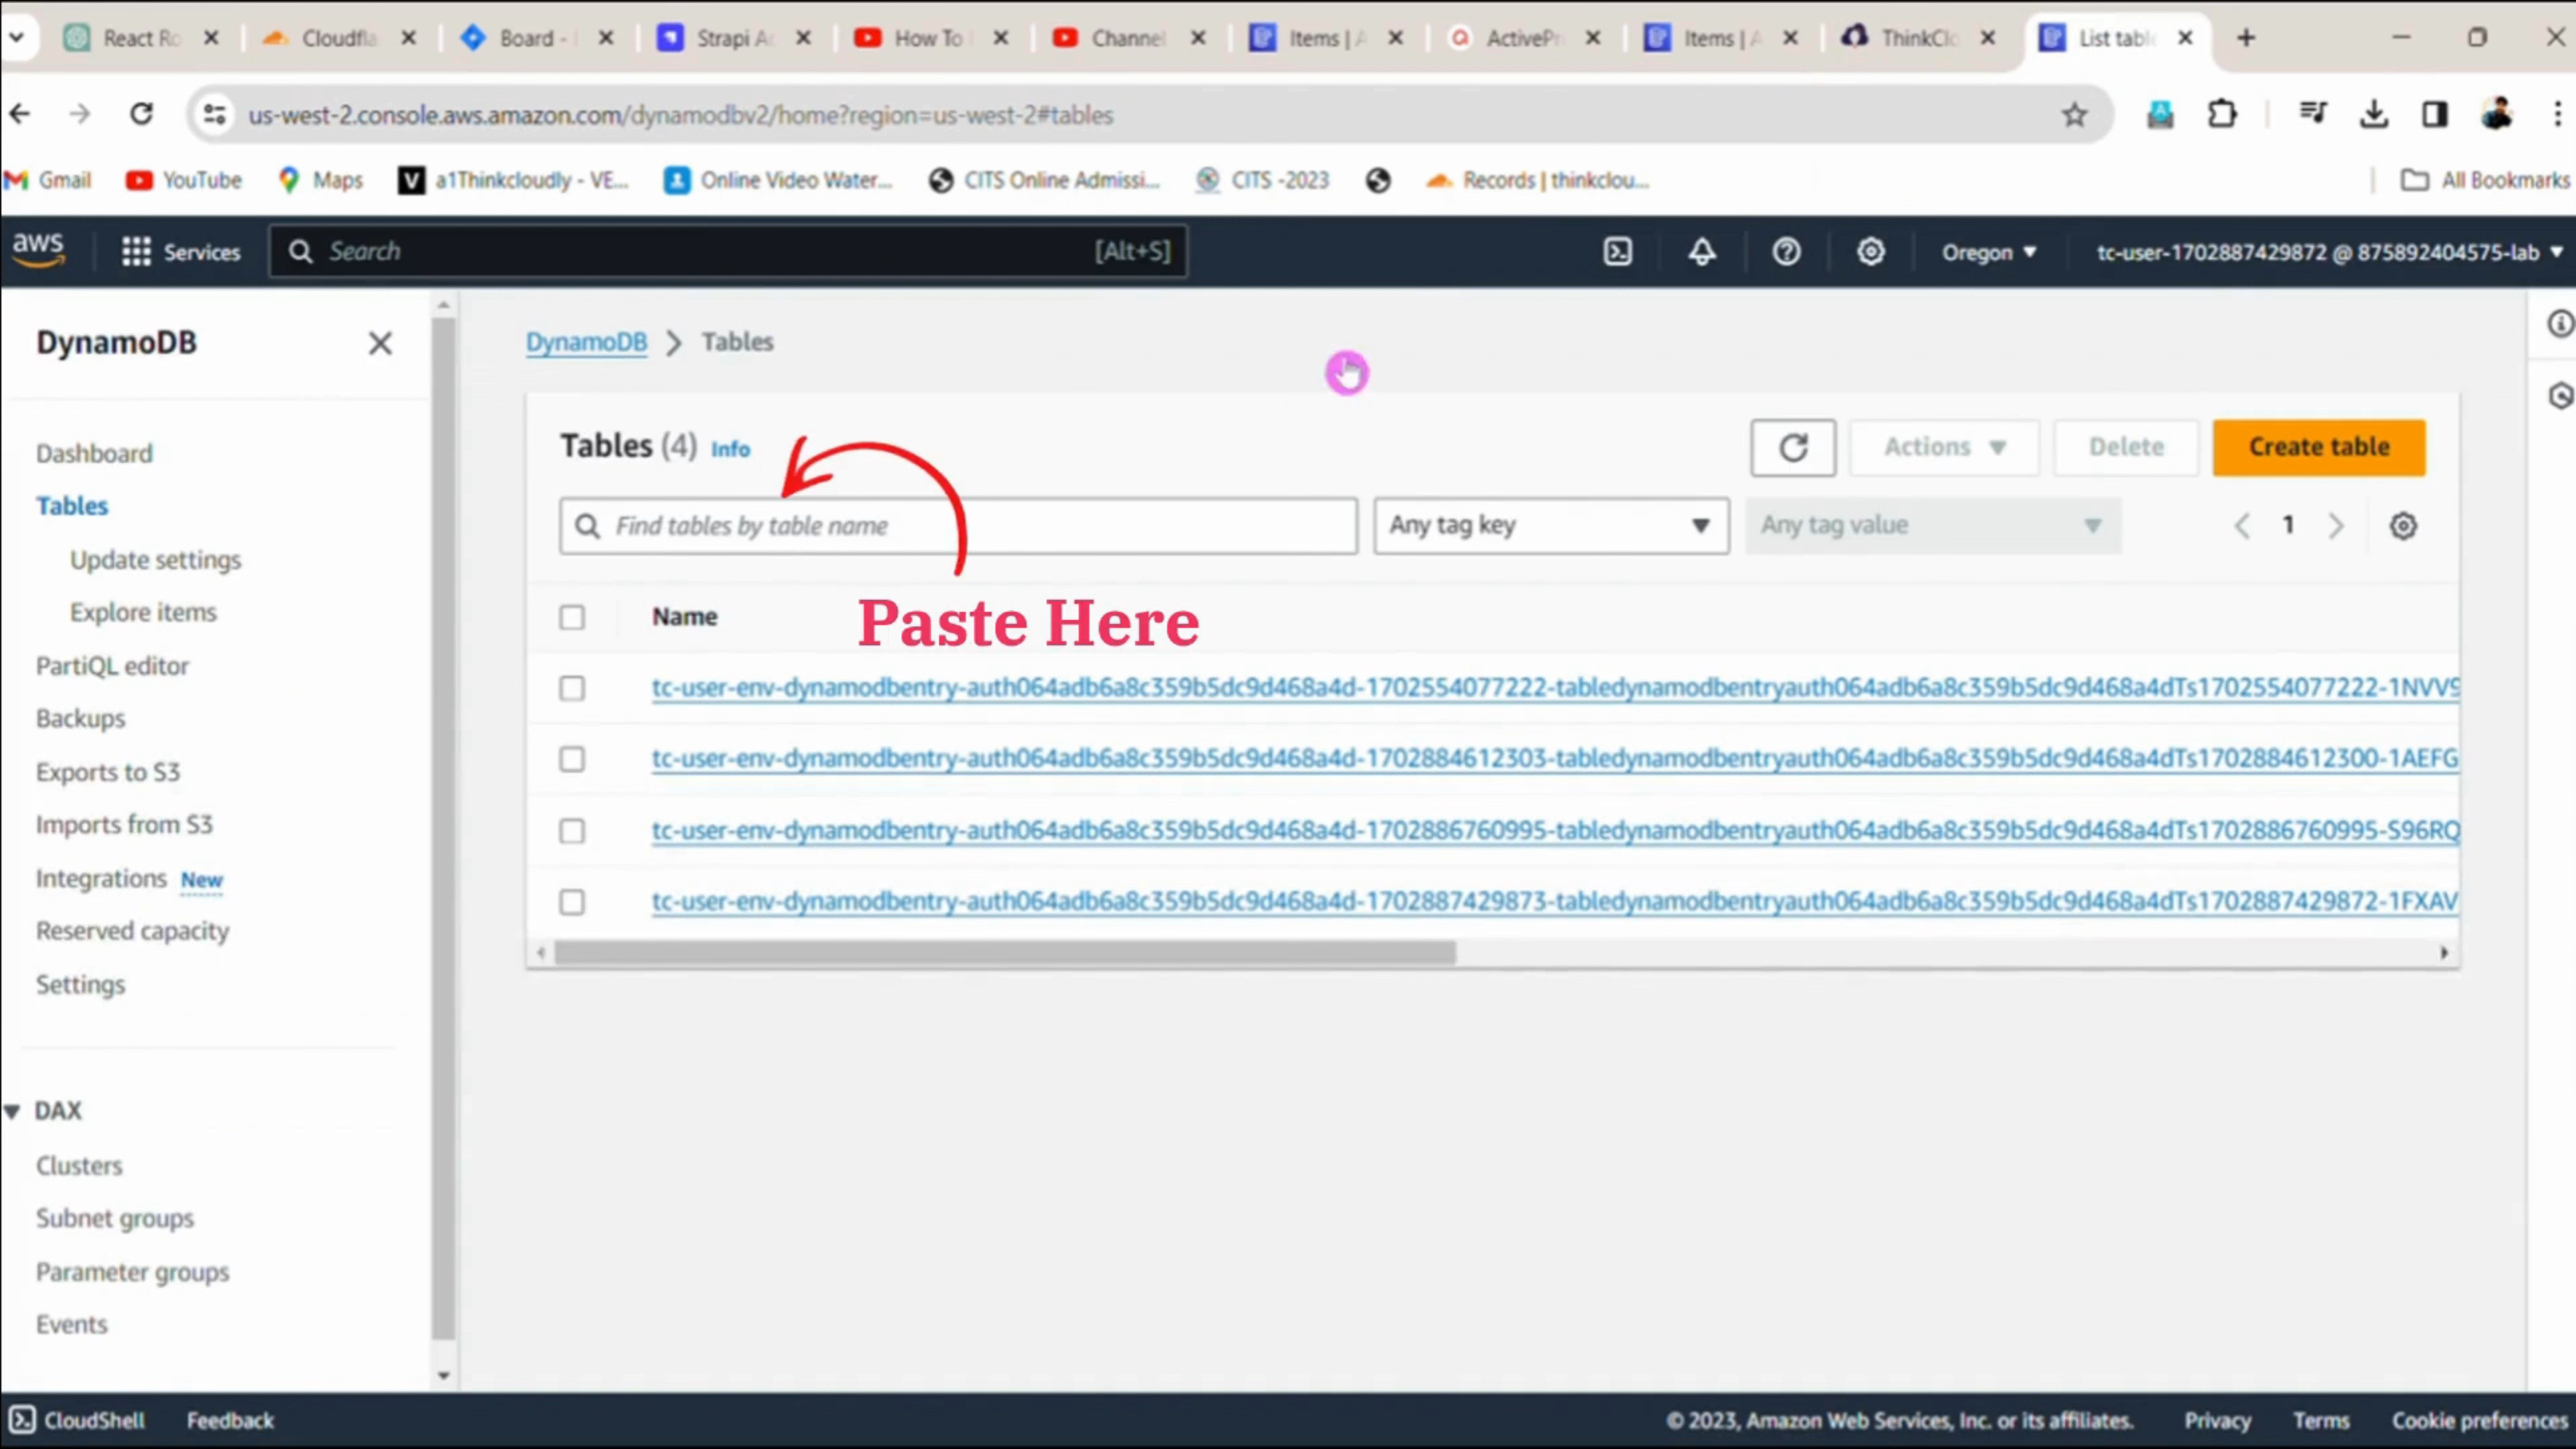 React Ro
Cloudfla
Board -
Strapi A
How To
Channel
Items | A
ActivePr
Items | A
ThinkClo
List tabl
us-west-2.console.aws.amazon.com/dynamodbv2/home?region=us-west-2#tables
Gmail
YouTube
Maps
a1Thinkcloudly - VE...
Online Video Water...
CITS Online Admissi...
CITS -2023
Records | thinkclou...
All Bookmarks
aws
Services
Search
[Alt+S]
Oregon
tc-user-1702887429872 @ 875892404575-lab
DynamoDB
DynamoDB > Tables
Dashboard
Tables
Update settings
Explore items
PartiQL editor
Backups
Exports to S3
Imports from S3
Integrations New
Reserved capacity
Settings
DAX
Clusters
Subnet groups
Parameter groups
Events
Tables (4) Info
Actions
Delete
Create table
Find tables by table name
Any tag key
Any tag value
1
Name
Paste Here
tc-user-env-dynamodbentry-auth064adb6a8c359b5dc9d468a4d-1702554077222-tabledynamodbentryauth064adb6a8c359b5dc9d468a4dTs1702554077222-1NVV9
tc-user-env-dynamodbentry-auth064adb6a8c359b5dc9d468a4d-1702884612303-tabledynamodbentryauth064adb6a8c359b5dc9d468a4dTs1702884612300-1AEFG
tc-user-env-dynamodbentry-auth064adb6a8c359b5dc9d468a4d-1702886760995-tabledynamodbentryauth064adb6a8c359b5dc9d468a4dTs1702886760995-S96RQ
tc-user-env-dynamodbentry-auth064adb6a8c359b5dc9d468a4d-1702887429873-tabledynamodbentryauth064adb6a8c359b5dc9d468a4dTs1702887429872-1FXAV
CloudShell
Feedback
© 2023, Amazon Web Services, Inc. or its affiliates.
Privacy
Terms
Cookie preferences